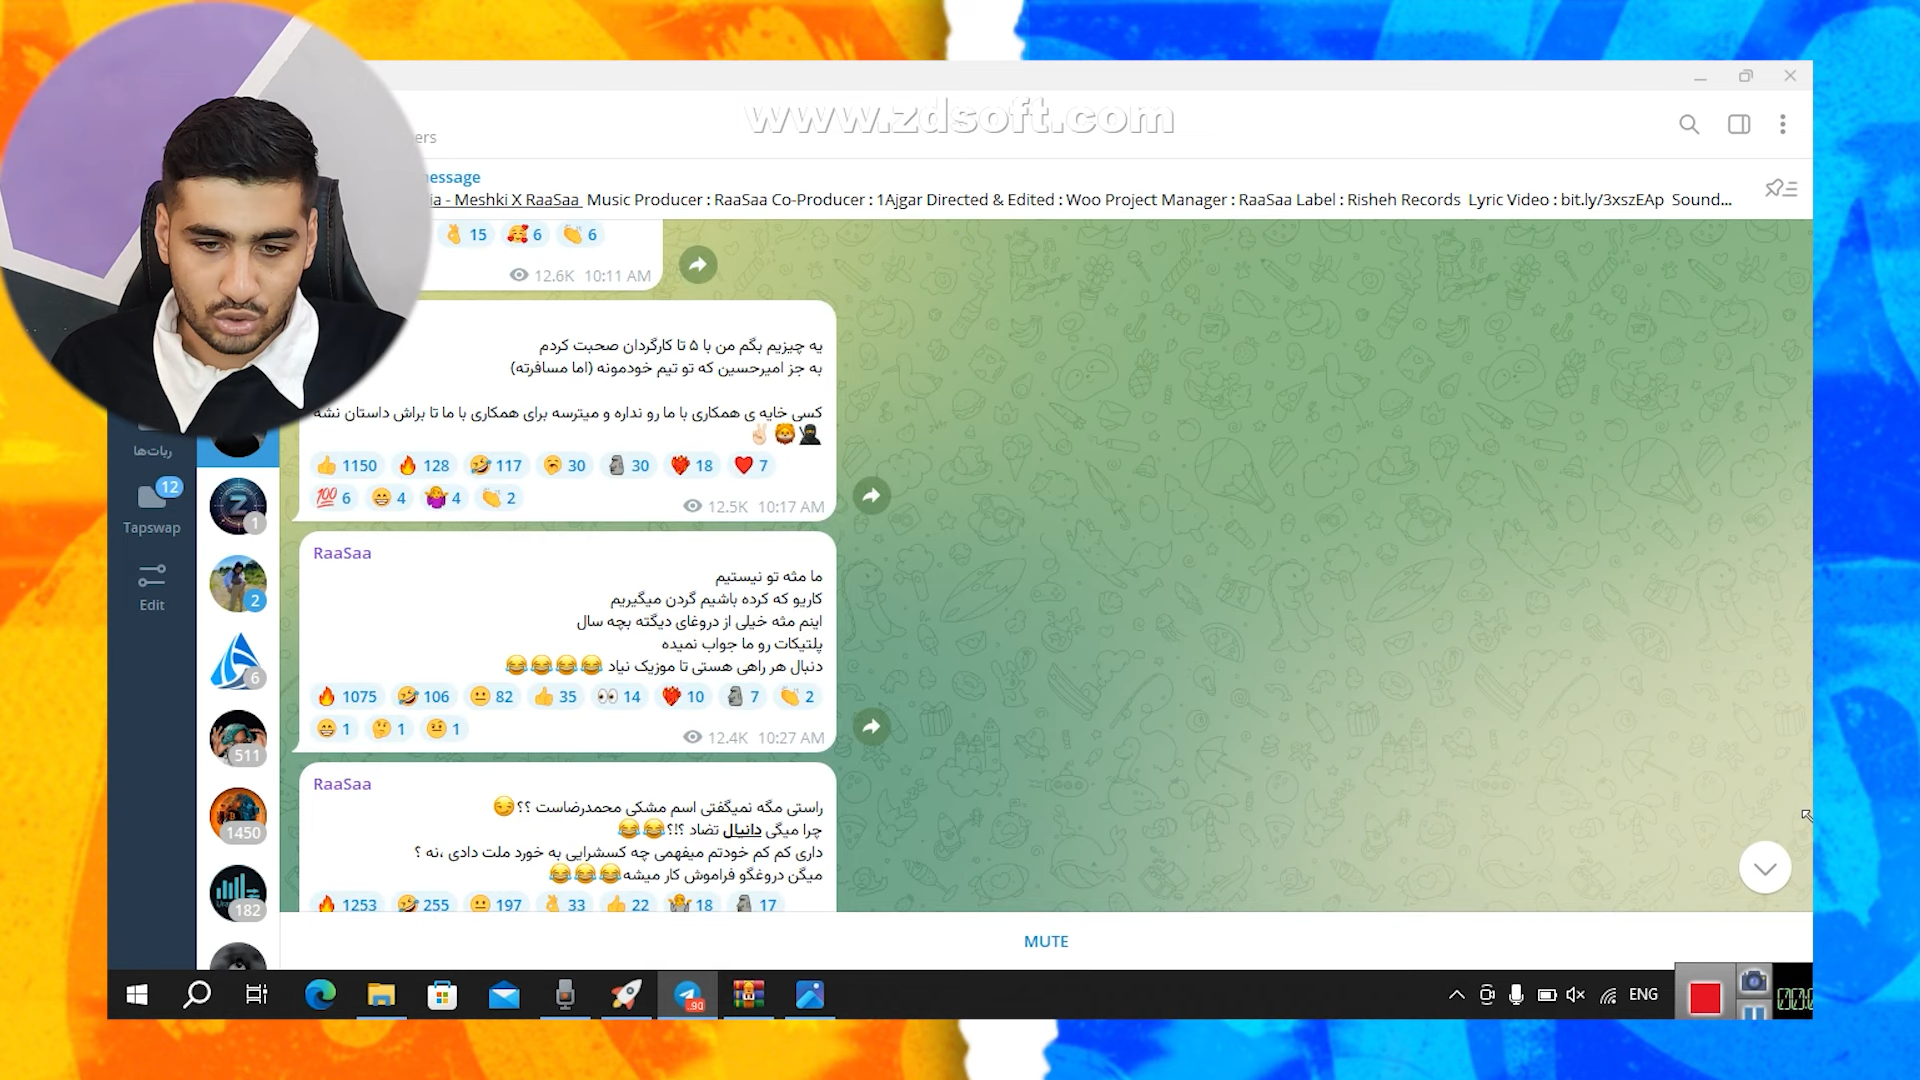 www.zdsoft.com
ers
essage
ia - Meshki X RaaSaa Music Producer : RaaSaa Co-Producer : 1Ajgar Directed & Edited : Woo Project Manager : RaaSaa Label : Risheh Records Lyric Video : bit.ly/3xszEAp Sound...
15 6 6
12.6K 10:11 AM
یه چیزیم بگم من با ۵ تا کارگردان صحبت کردم
به جز امیرحسین که تو تیم خودمونه (اما مسافرته)
کسی خایه ی همکاری با ما رو نداره و میترسه برای همکاری با ما تا براش داستان نشه
🥷🏻🦁✌🏻
1150 128 117 30 30 18 7
6 4 4 2
12.5K 10:17 AM
RaaSaa
ما مثه تو نیستیم
کاریو که کرده باشیم گردن میگیریم
اینم مثه خیلی از دروغای دیگته بچه سال
پلتیکات رو ما جواب نمیده
دنبال هر راهی هستی تا موزیک نیاد 😂😂😂😂
1075 106 82 35 14 10 7 2
1 1 1
12.4K 10:27 AM
RaaSaa
راستی مگه نمیگفتی اسم مشکی محمدرضاست ؟؟😏
چرا میگی دانیال تضاد ؟!؟😂😂
داری کم کم خودتم میفهمی چه کسشرایی به خورد ملت دادی ،نه ؟
میگن دروغگو فراموش کار میشه😂😂😂
1253 255 197 33 22 18 17
MUTE
ربات‌ها
12
Tapswap
Edit
Z
1
2
6
511
1450
182
.90
ENG